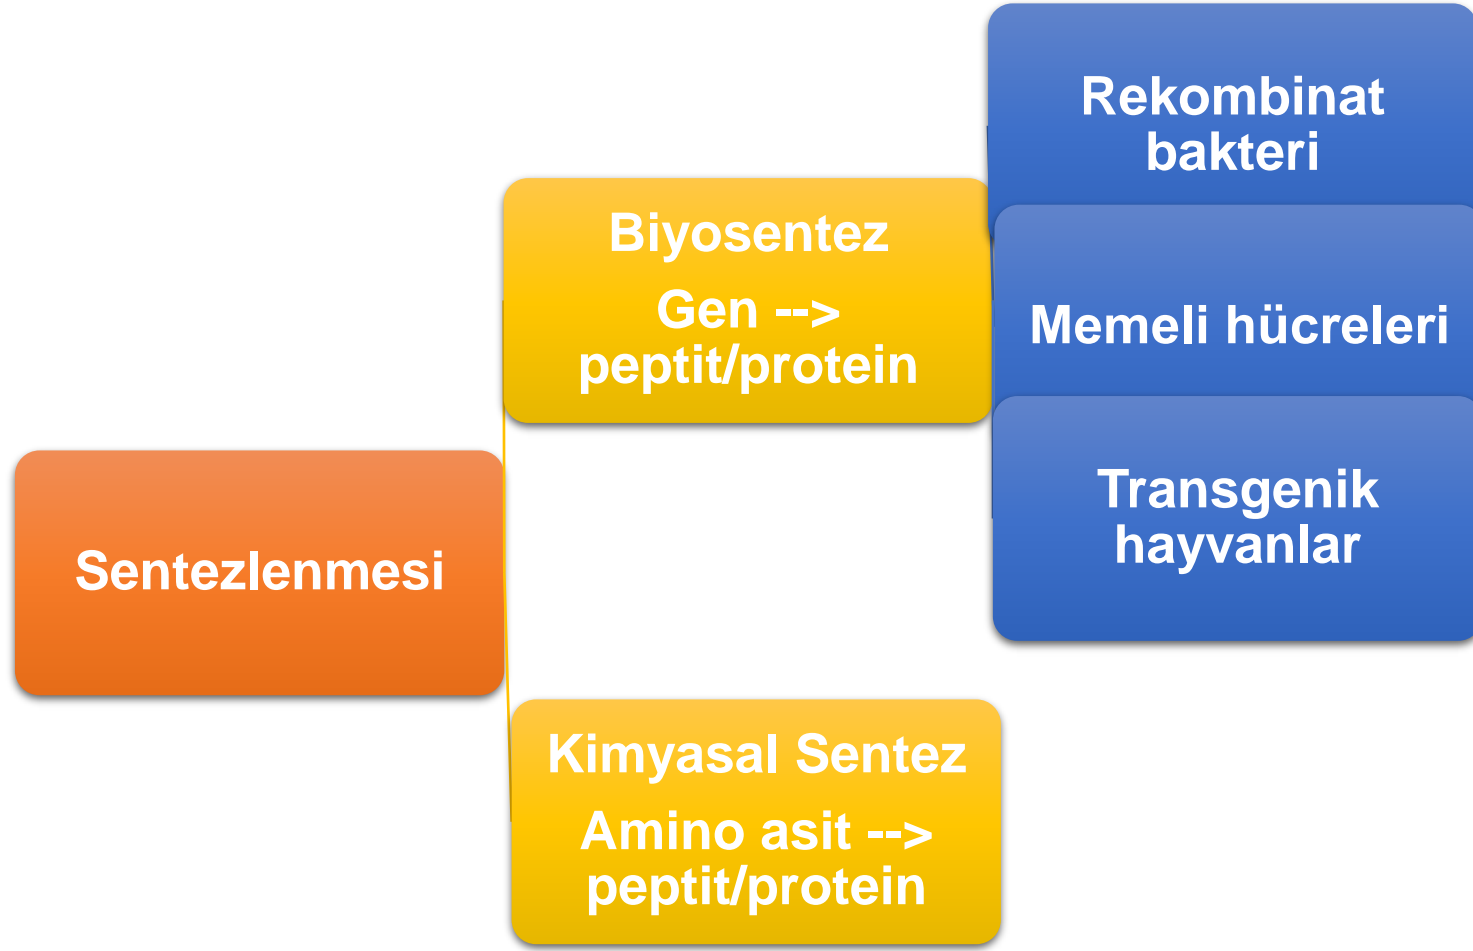 Sentezlenmesi
Biyosentez
Gen -->
peptit/protein
Rekombinat
bakteri
Memeli hücreleri
Transgenik
hayvanlar
Kimyasal Sentez
Amino asit -->
peptit/protein